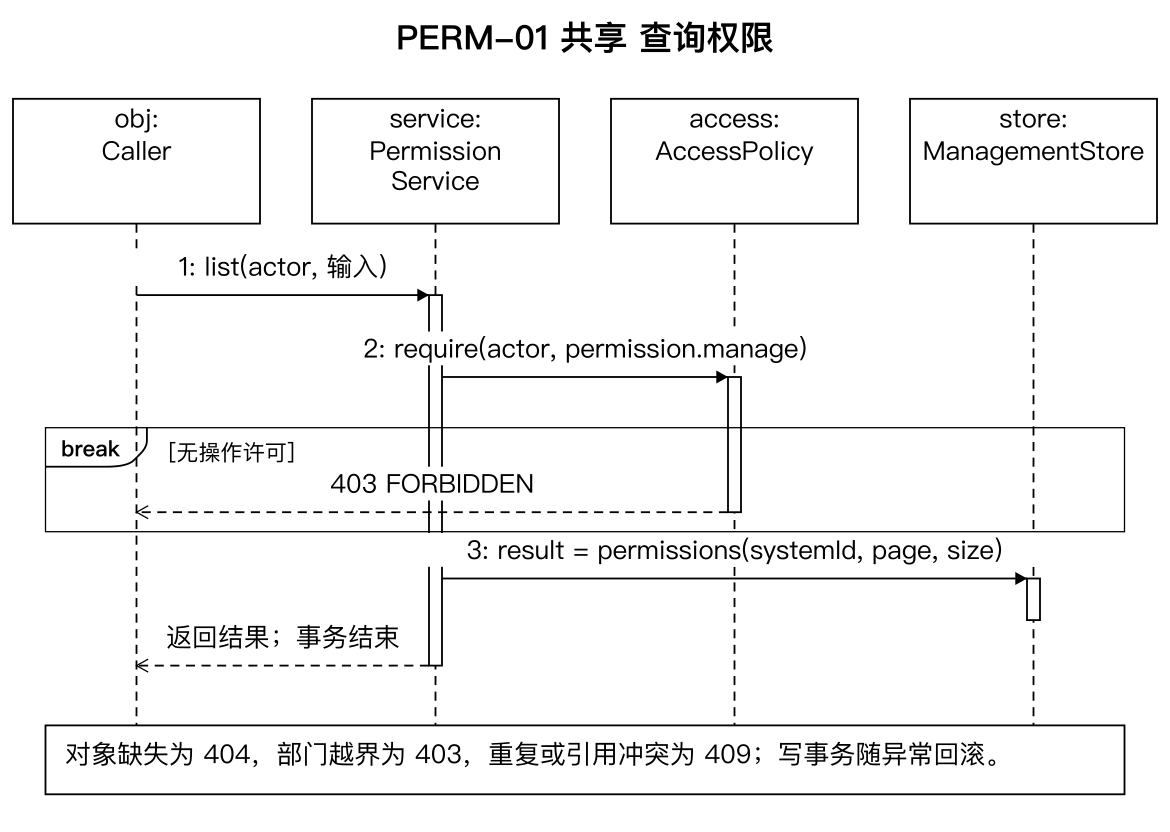 PERM–01 共享 查询权限
obj:
Caller
service:
Permission
Service
access:
AccessPolicy
store:
ManagementStore
1: list(actor, 输入)
2: require(actor, permission.manage)
break
[无操作许可]
403 FORBIDDEN
3: result = permissions(systemId, page, size)
返回结果；事务结束
对象缺失为 404，部门越界为 403，重复或引用冲突为 409；写事务随异常回滚。